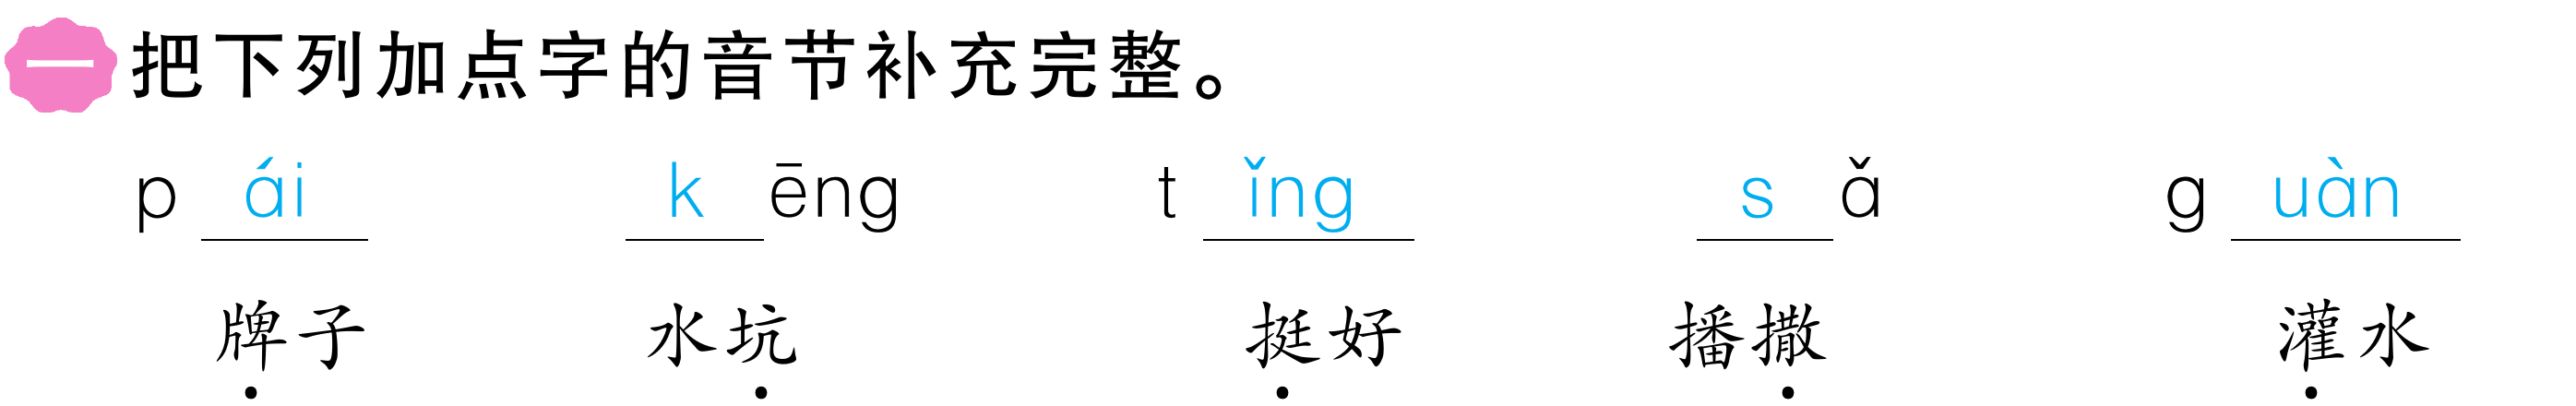 一 把下列加点字的音节补充完整。
p ái k ēng t ǐng s ǎ g uàn
牌子 水坑 挺好 播撒 灌水